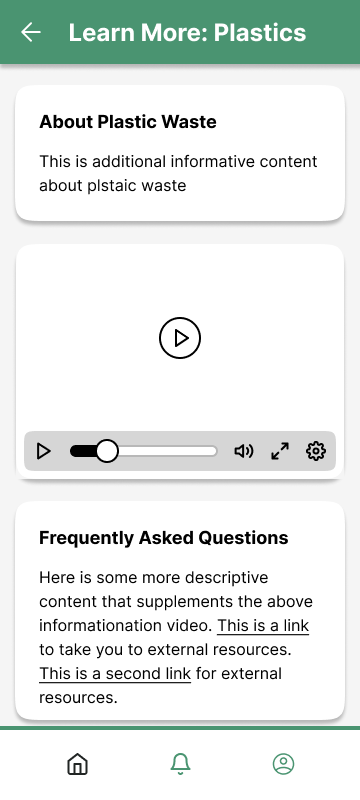 Learn More: Plastics
About Plastic Waste
This is additional informative content
about plstaic waste
Frequently Asked Questions
Here is some more descriptive
content that supplements the above
informationation video. This is a link
to take you to external resources.
This is a second link for external
resources.